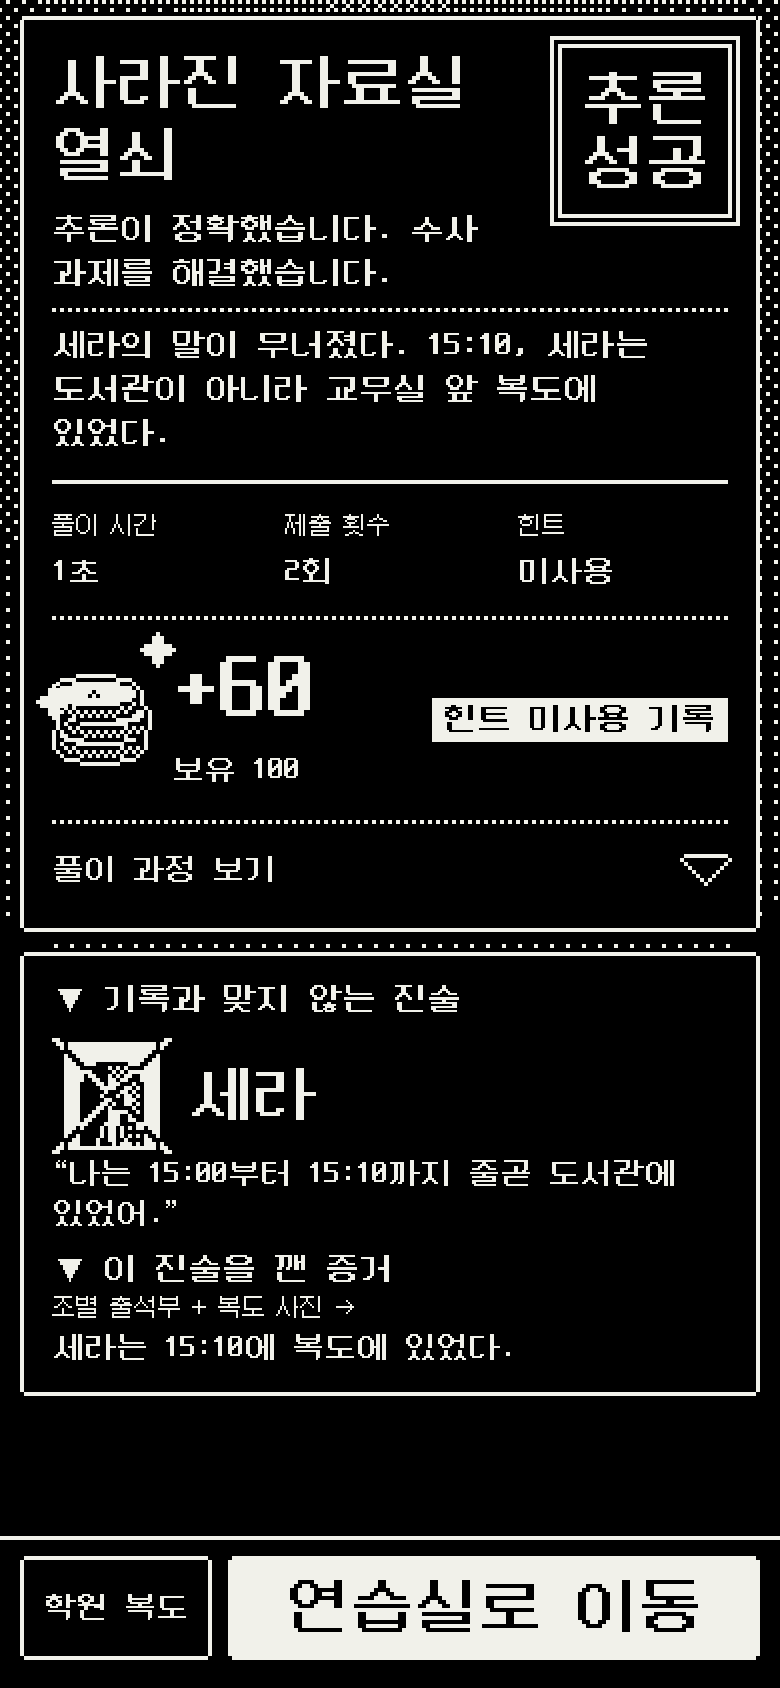 사라진 자료실
열쇠
추론
성공
추론이 정확했습니다. 수사
과제를 해결했습니다.
세라의 말이 무너졌다. 15:10, 세라는
도서관이 아니라 교무실 앞 복도에
있었다.
풀이 시간 제출 횟수 힌트
1초 2회 미사용
+60
보유 100
힌트 미사용 기록
풀이 과정 보기
▼ 기록과 맞지 않는 진술
세라
“나는 15:00부터 15:10까지 줄곧 도서관에
있었어.”
▼ 이 진술을 깬 증거
조별 출석부 + 복도 사진 →
세라는 15:10에 복도에 있었다.
학원 복도 연습실로 이동